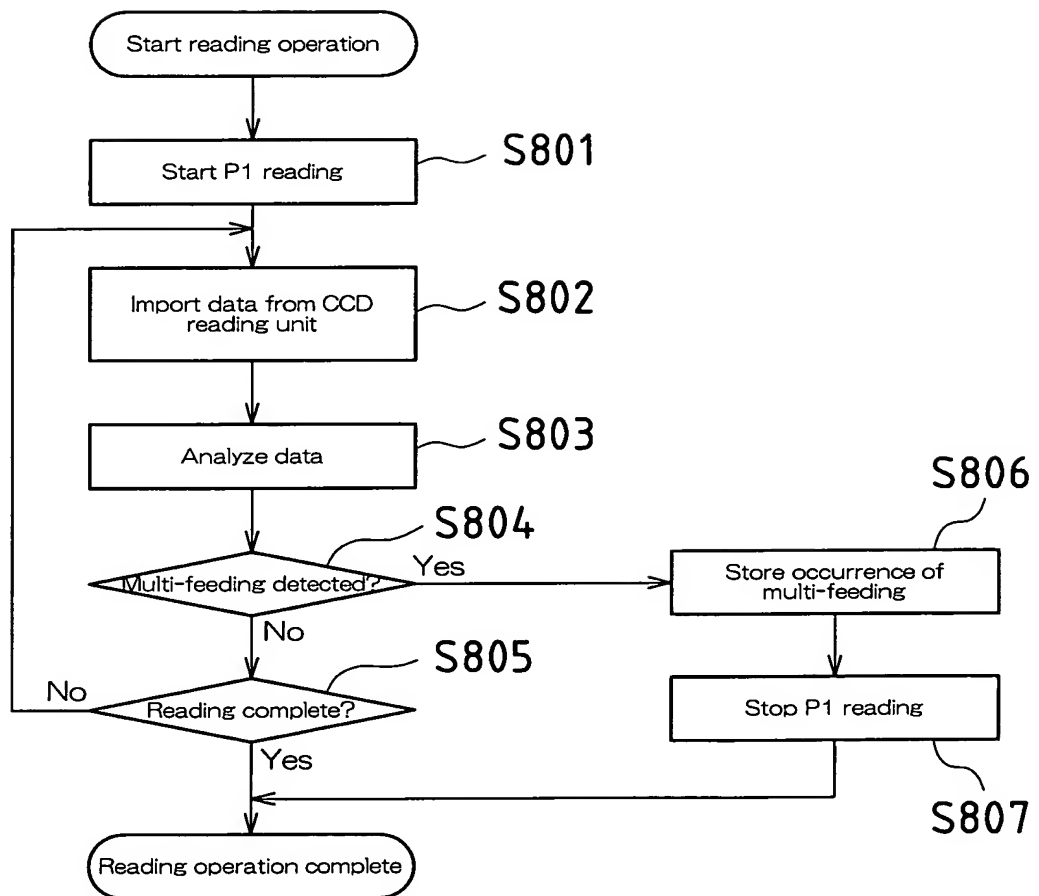 Start reading operation
Start P1 reading
S801
Import data from CCD
reading unit
S802
Analyze data
S803
Multi-feeding detected?
S804
Yes
No
Store occurrence of
multi-feeding
S806
Reading complete?
S805
No
Yes
Stop P1 reading
S807
Reading operation complete